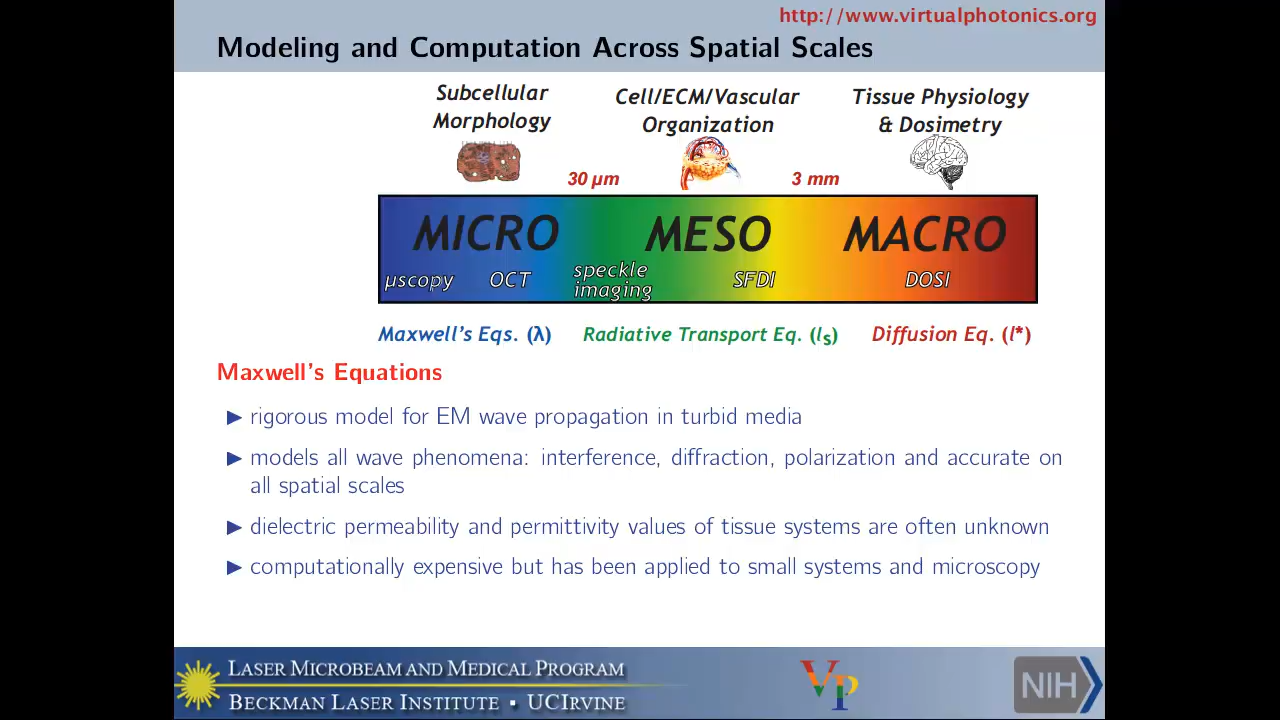 http://www.virtualphotonics.org
Modeling and Computation Across Spatial Scales
Subcellular
Morphology
Cell/ECM/Vascular
Organization
Tissue Physiology
& Dosimetry
30 µm
3 mm
MICRO
MESO
MACRO
µscopy
OCT
speckle
imaging
SFDI
DOSI
Maxwell's Eqs. (λ)
Radiative Transport Eq. (ls)
Diffusion Eq. (l*)
Maxwell's Equations
▶ rigorous model for EM wave propagation in turbid media
▶ models all wave phenomena: interference, diffraction, polarization and accurate on
all spatial scales
▶ dielectric permeability and permittivity values of tissue systems are often unknown
▶ computationally expensive but has been applied to small systems and microscopy
LASER MICROBEAM AND MEDICAL PROGRAM
BECKMAN LASER INSTITUTE ▪ UCIRVINE
VP
NIH